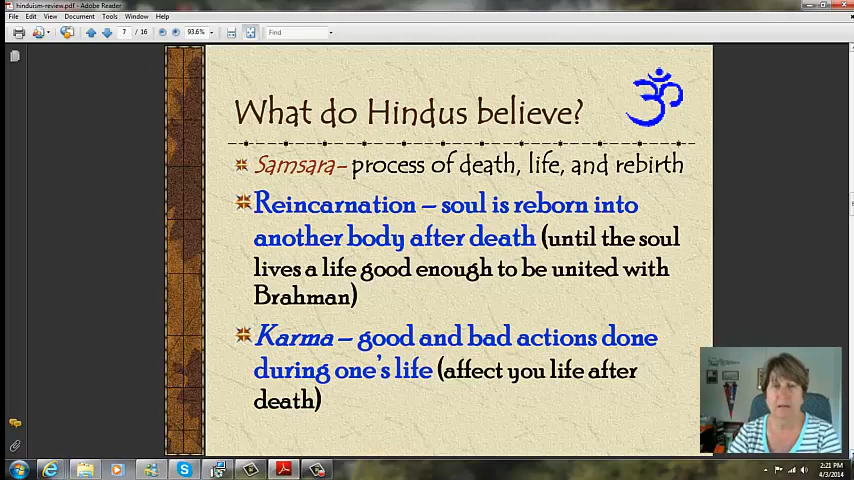 hinduism-review.pdf - Adobe Reader
File Edit View Document Tools Window Help
7 / 16 93.6% Find
What do Hindus believe?
ॐ
Samsara- process of death, life, and rebirth
Reincarnation – soul is reborn into
another body after death (until the soul
lives a life good enough to be united with
Brahman)
Karma – good and bad actions done
during one's life (affect you life after
death)
2:21 PM
4/3/2014